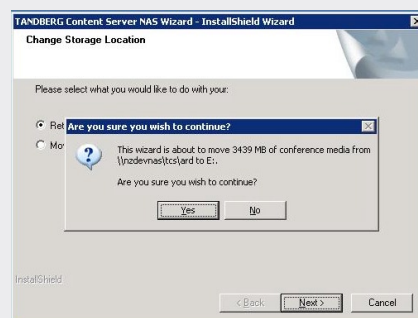 TANDBERG Content Server NAS Wizard - InstallShield Wizard
Change Storage Location
Please select what you would like to do with your:
Are you sure you wish to continue?
This wizard is about to move 3439 MB of conference media from
\\nzdevnas\tcs\ard to E:.
Are you sure you wish to continue?
Yes No
InstallShield
< Back Next > Cancel